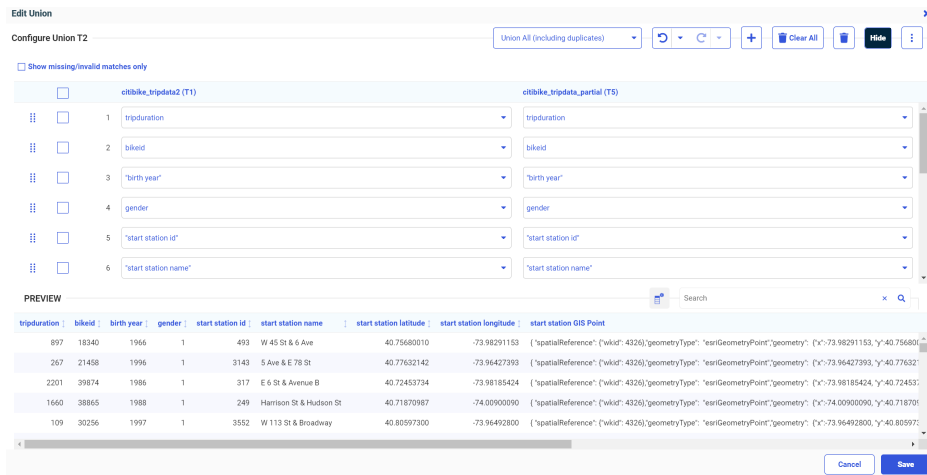 Edit Union
Configure Union T2 Union All (including duplicates) Clear All Hide
Show missing/invalid matches only
citibike_tripdata2 (T1) citibike_tripdata_partial (T5)
1 tripduration tripduration
2 bikeid bikeid
3 "birth year" "birth year"
4 gender gender
5 "start station id" "start station id"
6 "start station name" "start station name"
PREVIEW Search
tripduration bikeid birth year gender start station id start station name start station latitude start station longitude start station GIS Point
897 18340 1966 1 493 W 45 St & 6 Ave 40.75680010 -73.98291153 { "spatialReference": {"wkid": 4326},"geometryType": "esriGeometryPoint","geometry": {"x":-73.98291153, "y":40.75680
267 21458 1996 1 3143 5 Ave & E 78 St 40.77632142 -73.96427393 { "spatialReference": {"wkid": 4326},"geometryType": "esriGeometryPoint","geometry": {"x":-73.96427393, "y":40.77632
2201 39874 1986 1 317 E 6 St & Avenue B 40.72453734 -73.98185424 { "spatialReference": {"wkid": 4326},"geometryType": "esriGeometryPoint","geometry": {"x":-73.98185424, "y":40.72453
1660 38865 1988 1 249 Harrison St & Hudson St 40.71870987 -74.00900090 { "spatialReference": {"wkid": 4326},"geometryType": "esriGeometryPoint","geometry": {"x":-74.00900090, "y":40.71870
109 30256 1997 1 3552 W 113 St & Broadway 40.80597300 -73.96492800 { "spatialReference": {"wkid": 4326},"geometryType": "esriGeometryPoint","geometry": {"x":-73.96492800, "y":40.80597
Cancel Save